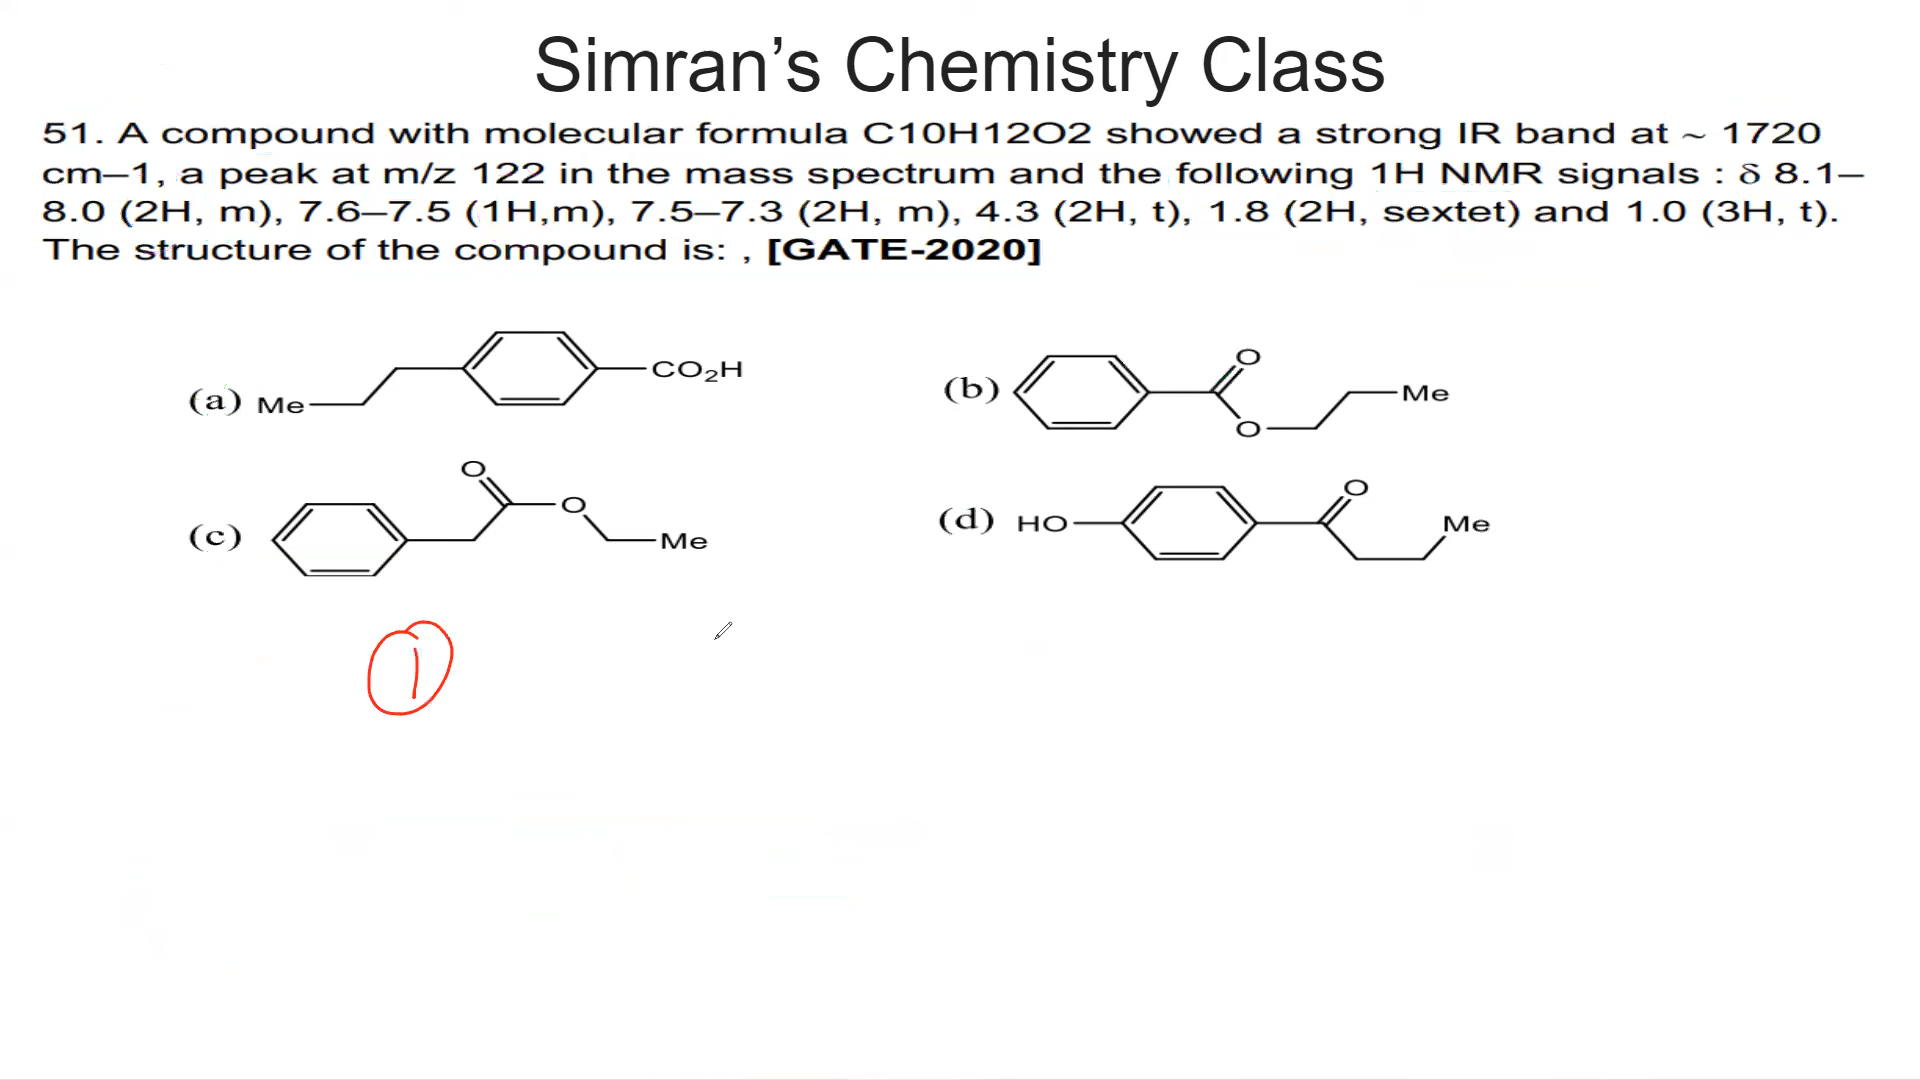 Simran’s Chemistry Class
51. A compound with molecular formula C10H12O2 showed a strong IR band at ~ 1720
cm–1, a peak at m/z 122 in the mass spectrum and the following 1H NMR signals : δ 8.1–
8.0 (2H, m), 7.6–7.5 (1H,m), 7.5–7.3 (2H, m), 4.3 (2H, t), 1.8 (2H, sextet) and 1.0 (3H, t).
The structure of the compound is: , [GATE-2020]
(a) Me CO₂H
(b) O O Me
(c) O O Me
(d) HO O Me
1